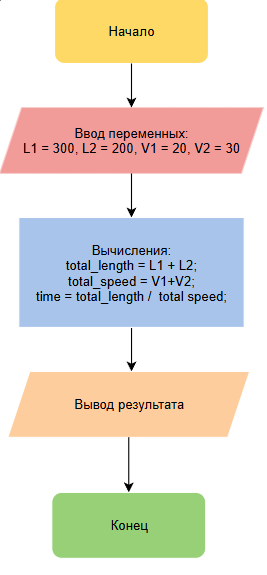 Начало
Ввод переменных:
L1 = 300, L2 = 200, V1 = 20, V2 = 30
Вычисления:
total_length = L1 + L2;
total_speed = V1+V2;
time = total_length / total speed;
Вывод результата
Конец